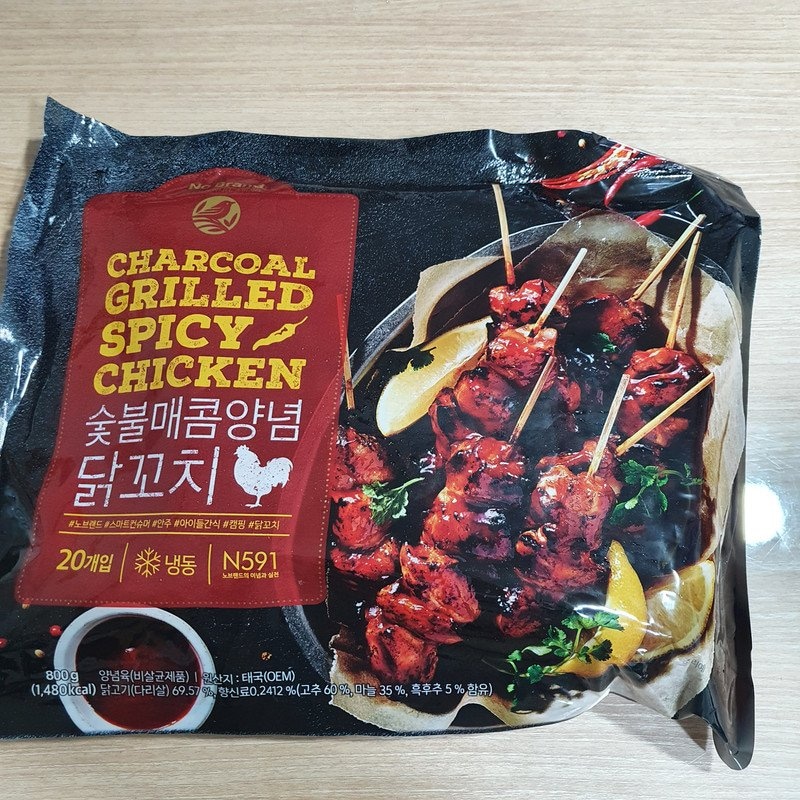 No Brand
CHARCOAL
GRILLED
SPICY
CHICKEN
숯불매콤양념
닭꼬치
#노브랜드 #스마트컨슈머 #안주 #아이들간식 #캠핑 #닭꼬치
20개입 냉동 N591
노브랜드의 이념과 실천
800g 양념육(비살균제품) | 원산지 : 태국(OEM)
(1,480kcal) 닭고기(다리살) 69.57 %, 향신료0.2412 %(고추 60 %, 마늘 35 %, 흑후추 5 % 함유)